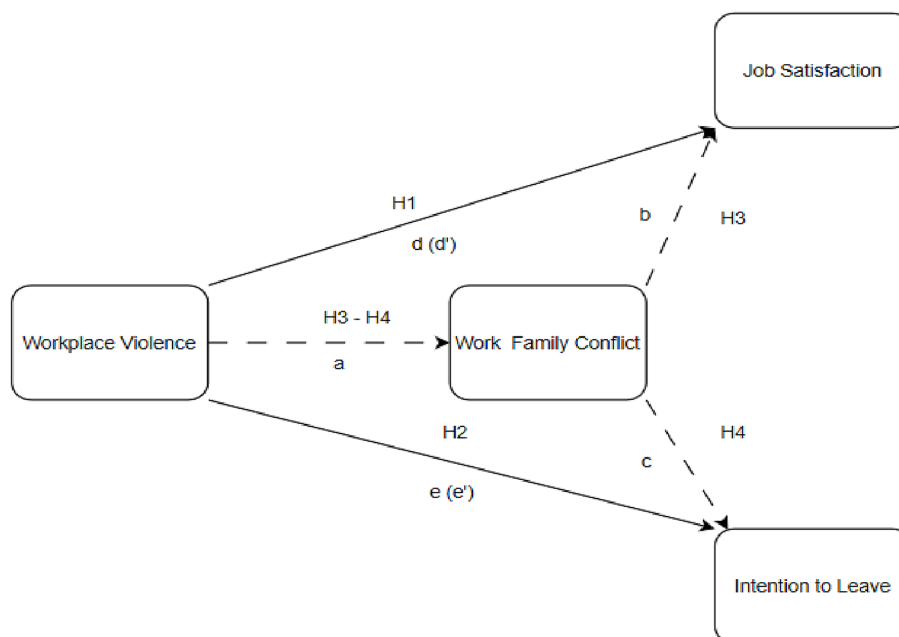 Job Satisfaction
H1
b
H3
d (d')
H3 - H4
Workplace Violence
Work Family Conflict
a
H2
H4
c
e (e')
Intention to Leave